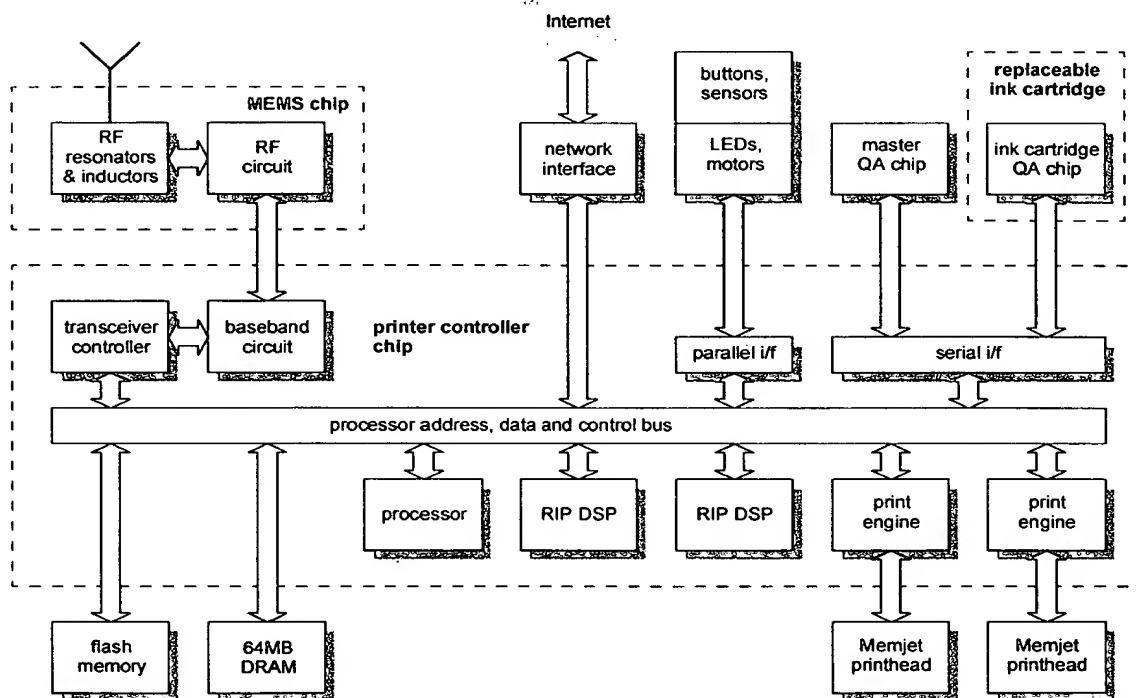 Internet
MEMS chip
RF
resonators
& inductors
RF
circuit
network
interface
buttons,
sensors
LEDs,
motors
master
QA chip
replaceable
ink cartridge
ink cartridge
QA chip
transceiver
controller
baseband
circuit
printer controller
chip
parallel i/f
serial i/f
processor address, data and control bus
processor
RIP DSP
RIP DSP
print
engine
print
engine
flash
memory
64MB
DRAM
Memjet
printhead
Memjet
printhead